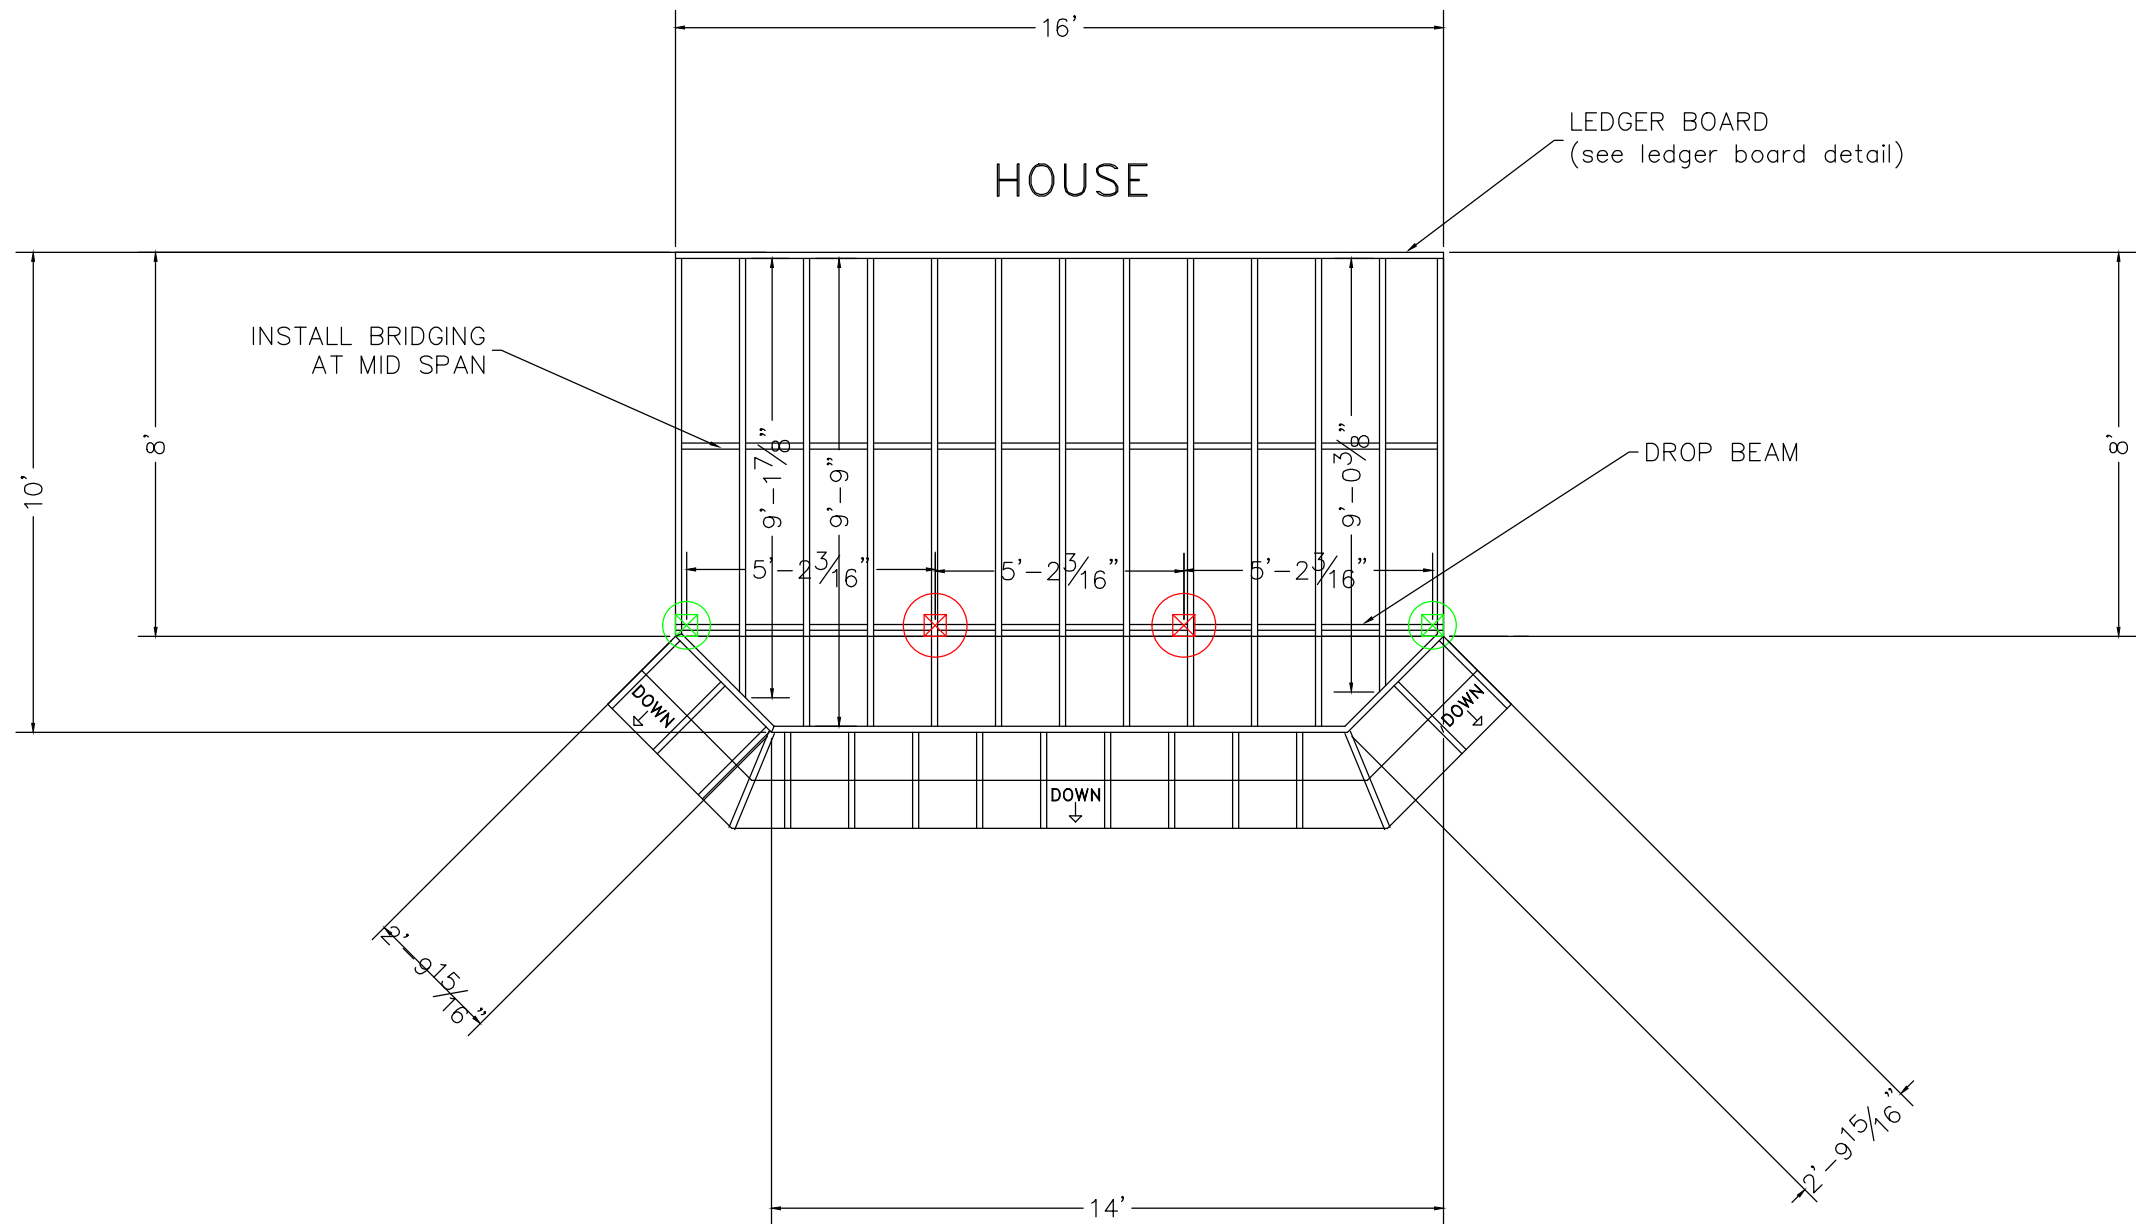 16'
LEDGER BOARD
(see ledger board detail)
HOUSE
INSTALL BRIDGING
AT MID SPAN
10'
8'
9'-1 7/8"
9'-9"
9'-0 3/8"
8'
DROP BEAM
5'-2 3/16"
5'-2 3/16"
5'-2 3/16"
DOWN
DOWN
DOWN
2'-9 15/16"
2'-9 15/16"
14'